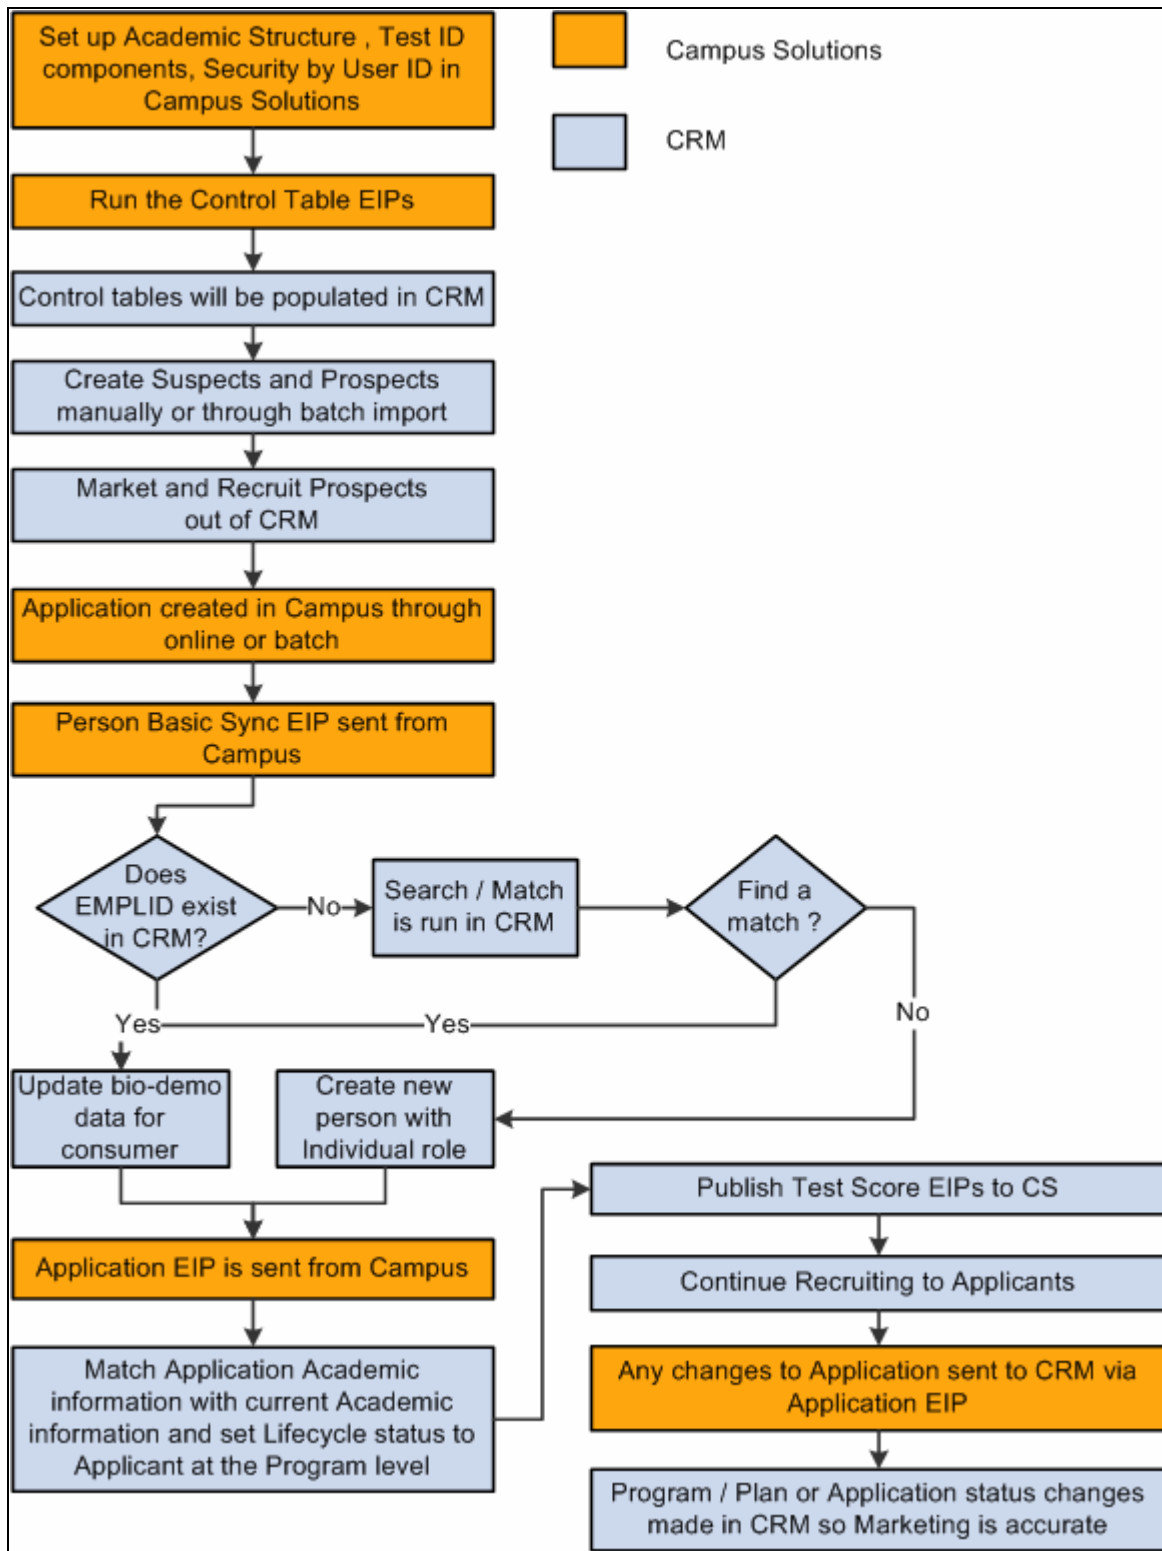 Set up Academic Structure , Test ID
components, Security by User ID in
Campus Solutions
Campus Solutions
CRM
Run the Control Table EIPs
Control tables will be populated in CRM
Create Suspects and Prospects
manually or through batch import
Market and Recruit Prospects
out of CRM
Application created in Campus through
online or batch
Person Basic Sync EIP sent from
Campus
Does
EMPLID exist
in CRM?
No
Search / Match
is run in CRM
Find a
match ?
Yes
Yes
No
Update bio-demo
data for
consumer
Create new
person with
Individual role
Application EIP is sent from Campus
Match Application Academic
information with current Academic
information and set Lifecycle status to
Applicant at the Program level
Publish Test Score EIPs to CS
Continue Recruiting to Applicants
Any changes to Application sent to CRM via
Application EIP
Program / Plan or Application status changes
made in CRM so Marketing is accurate